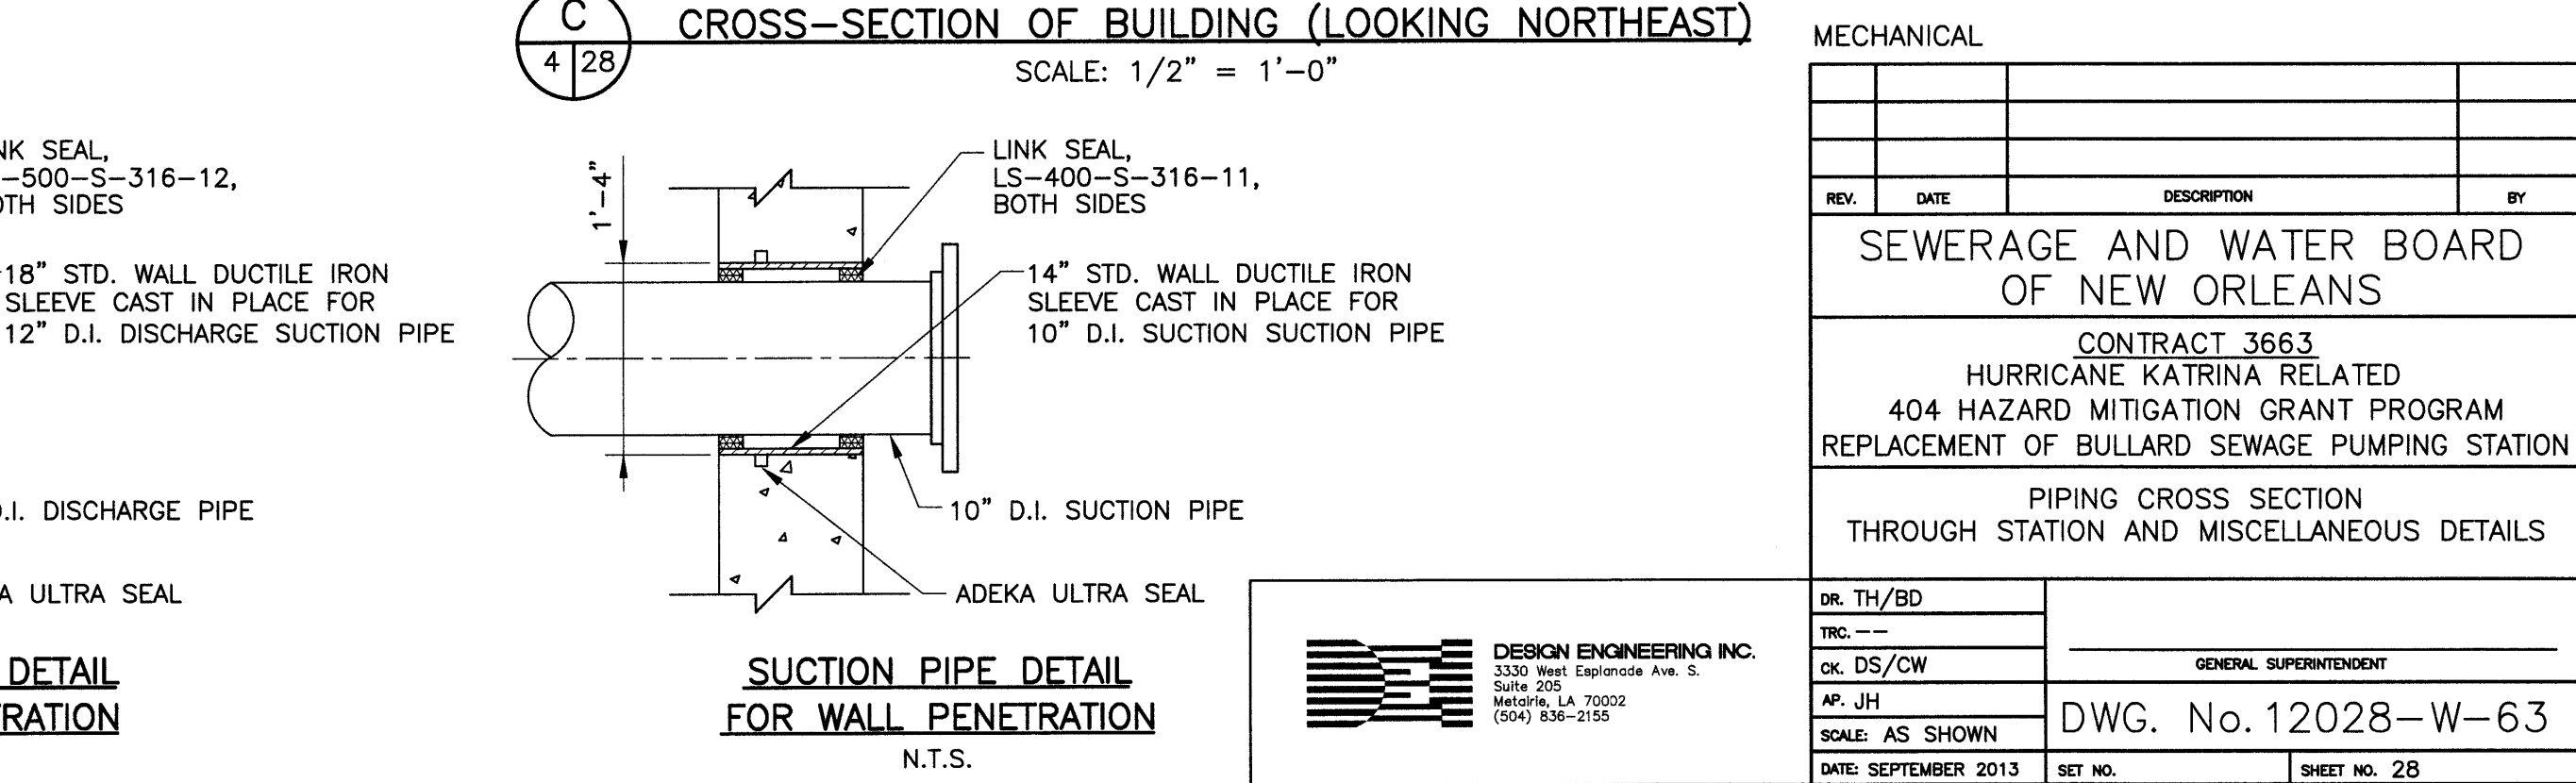 C
4 28
CROSS-SECTION OF BUILDING (LOOKING NORTHEAST)
SCALE: 1/2" = 1'-0"
NK SEAL,
-500-S-316-12,
OTH SIDES
18" STD. WALL DUCTILE IRON
SLEEVE CAST IN PLACE FOR
12" D.I. DISCHARGE SUCTION PIPE
D.I. DISCHARGE PIPE
A ULTRA SEAL
DETAIL
TRATION
1'-4"
LINK SEAL,
LS-400-S-316-11,
BOTH SIDES
14" STD. WALL DUCTILE IRON
SLEEVE CAST IN PLACE FOR
10" D.I. SUCTION SUCTION PIPE
10" D.I. SUCTION PIPE
ADEKA ULTRA SEAL
SUCTION PIPE DETAIL
FOR WALL PENETRATION
N.T.S.
DESIGN ENGINEERING INC.
3330 West Esplanade Ave. S.
Suite 205
Metairie, LA 70002
(504) 836-2155
MECHANICAL
REV. DATE DESCRIPTION BY
SEWERAGE AND WATER BOARD
OF NEW ORLEANS
CONTRACT 3663
HURRICANE KATRINA RELATED
404 HAZARD MITIGATION GRANT PROGRAM
REPLACEMENT OF BULLARD SEWAGE PUMPING STATION
PIPING CROSS SECTION
THROUGH STATION AND MISCELLANEOUS DETAILS
DR. TH/BD
TRC. --
CK. DS/CW
AP. JH
SCALE: AS SHOWN
DATE: SEPTEMBER 2013
GENERAL SUPERINTENDENT
DWG. No. 12028-W-63
SET NO.
SHEET NO. 28